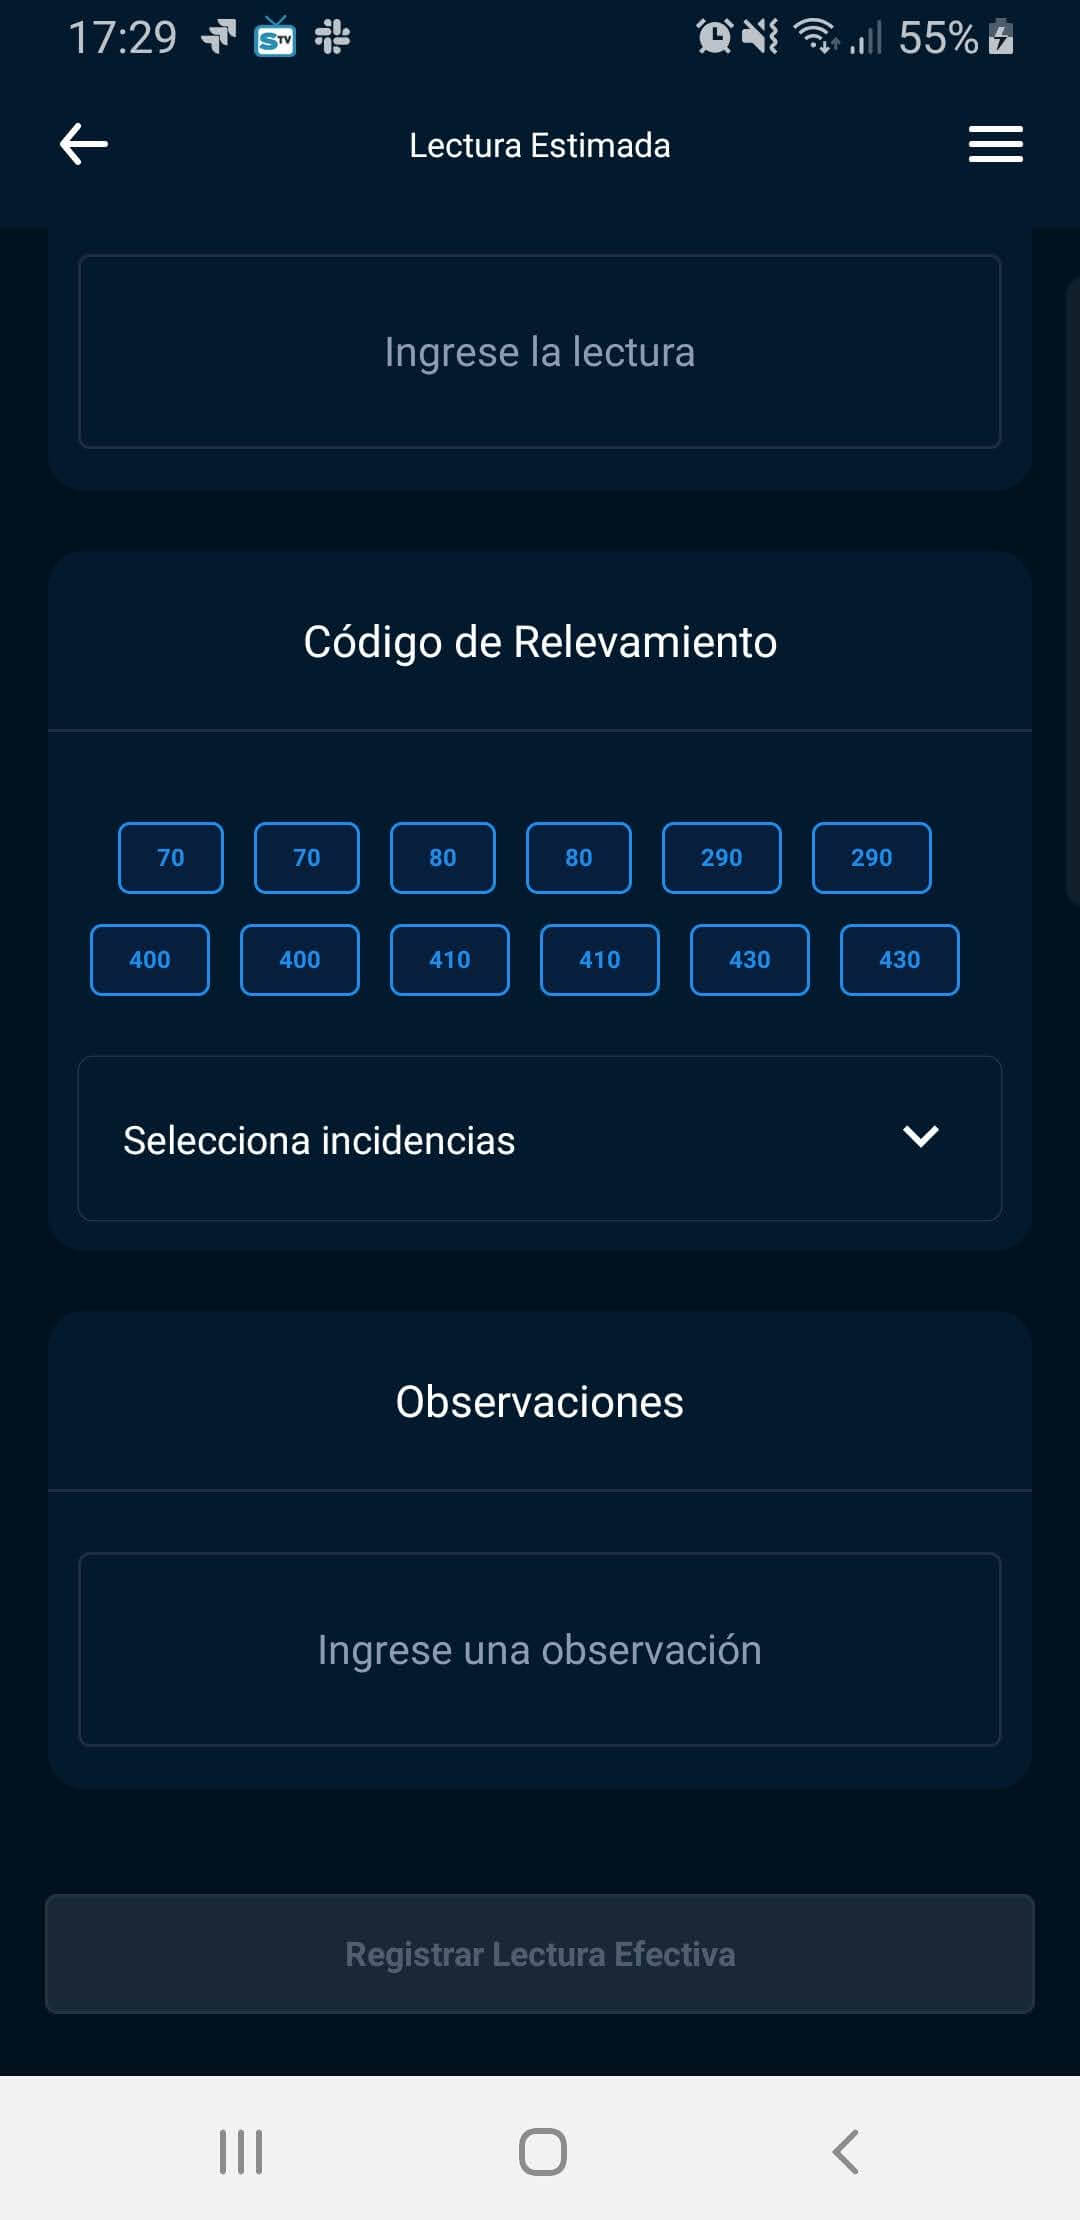 17:29 STV 55%
Lectura Estimada
Ingrese la lectura
Código de Relevamiento
70 70 80 80 290 290
400 400 410 410 430 430
Selecciona incidencias
Observaciones
Ingrese una observación
Registrar Lectura Efectiva